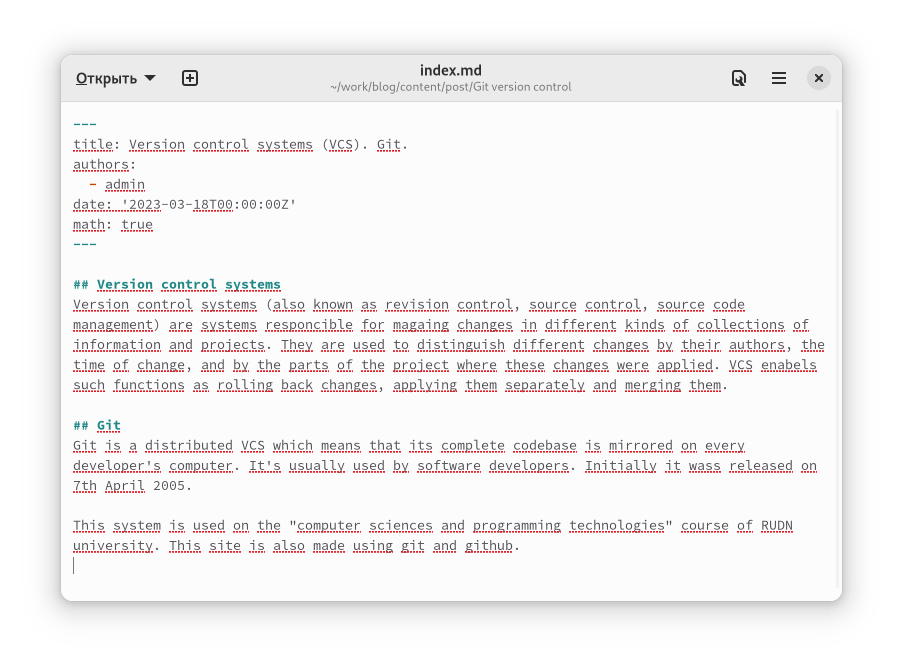 Открыть
index.md
~/work/blog/content/post/Git version control
---
title: Version control systems (VCS). Git.
authors:
  - admin
date: '2023-03-18T00:00:00Z'
math: true
---
## Version control systems
Version control systems (also known as revision control, source control, source code
management) are systems responcible for magaing changes in different kinds of collections of
information and projects. They are used to distinguish different changes by their authors, the
time of change, and by the parts of the project where these changes were applied. VCS enabels
such functions as rolling back changes, applying them separately and merging them.
## Git
Git is a distributed VCS which means that its complete codebase is mirrored on every
developer's computer. It's usually used by software developers. Initially it wass released on
7th April 2005.
This system is used on the "computer sciences and programming technologies" course of RUDN
university. This site is also made using git and github.